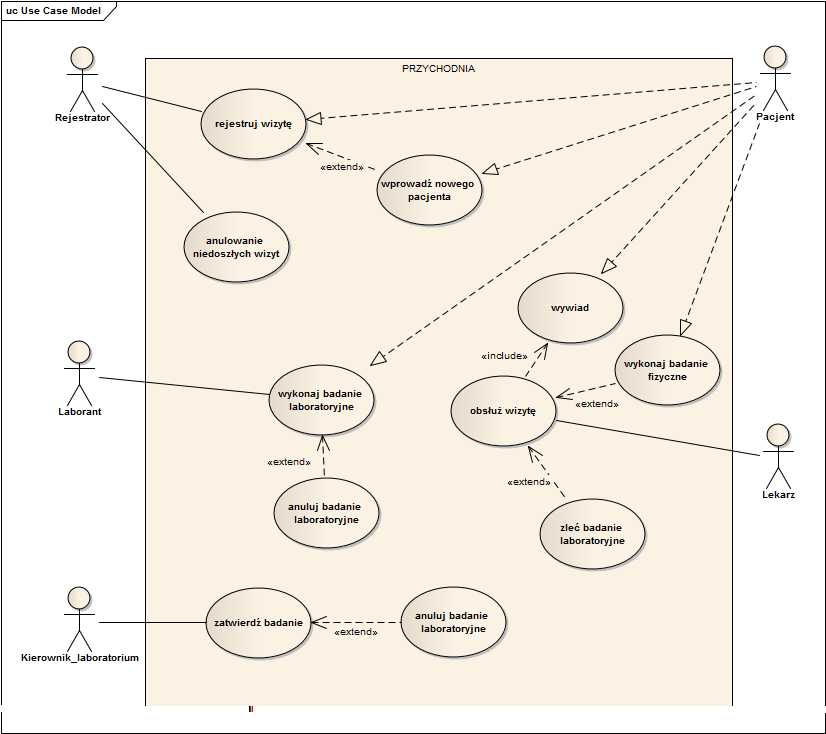 uc Use Case Model
PRZYCHODNIA
Rejestrator
Pacjent
rejestruj wizytę
«extend»
wprowadź nowego
pacjenta
anulowanie
niedoszłych wizyt
wywiad
«include»
wykonaj badanie
fizyczne
Laborant
wykonaj badanie
laboratoryjne
obsłuż wizytę
«extend»
«extend»
«extend»
Lekarz
anuluj badanie
laboratoryjne
zleć badanie
laboratoryjne
Kierownik_laboratorium
zatwierdź badanie
«extend»
anuluj badanie
laboratoryjne